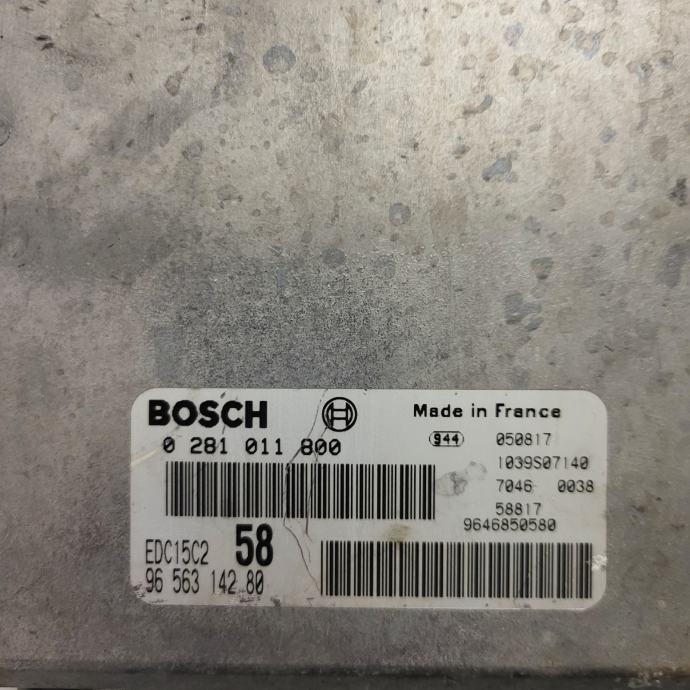 BOSCH
Made in France
0 281 011 800
944 050817
1039S07140
7046 0038
58817
9646850580
EDC15C2 58
96 563 142 80